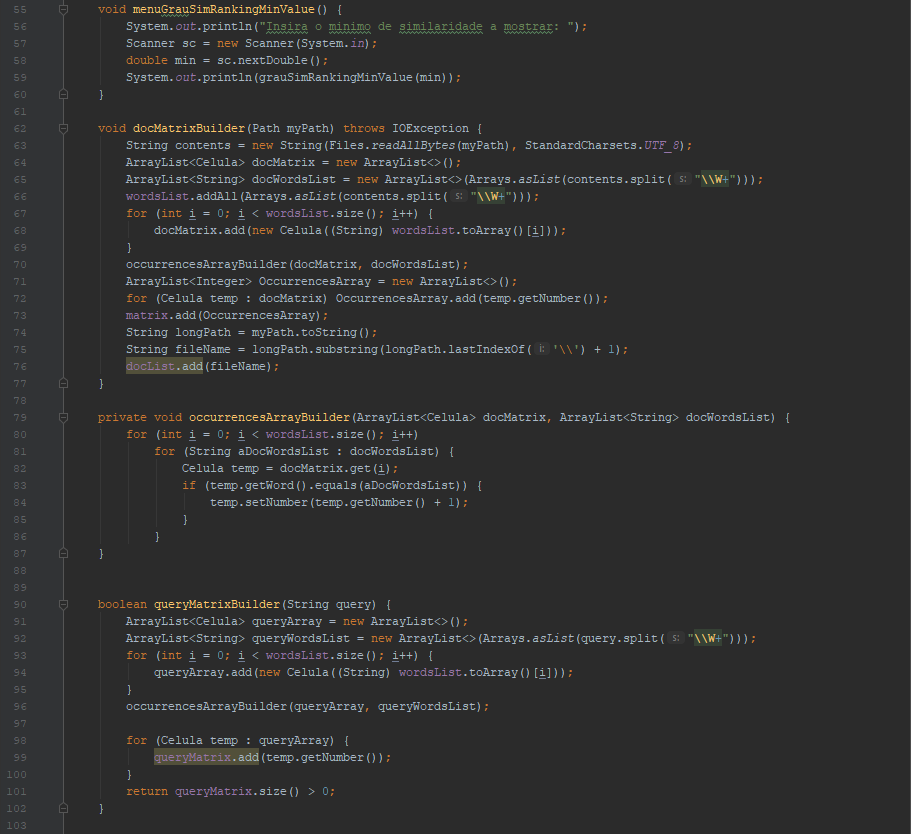 55 void menuGrauSimRankingMinValue() {
56 System.out.println("Insira o minimo de similaridade a mostrar: ");
57 Scanner sc = new Scanner(System.in);
58 double min = sc.nextDouble();
59 System.out.println(grauSimRankingMinValue(min));
60 }
61
62 void docMatrixBuilder(Path myPath) throws IOException {
63 String contents = new String(Files.readAllBytes(myPath), StandardCharsets.UTF_8);
64 ArrayList<Celula> docMatrix = new ArrayList<>();
65 ArrayList<String> docWordsList = new ArrayList<>(Arrays.asList(contents.split( s: "\\W+")));
66 wordsList.addAll(Arrays.asList(contents.split( s: "\\W+")));
67 for (int i = 0; i < wordsList.size(); i++) {
68 docMatrix.add(new Celula((String) wordsList.toArray()[i]));
69 }
70 occurrencesArrayBuilder(docMatrix, docWordsList);
71 ArrayList<Integer> OccurrencesArray = new ArrayList<>();
72 for (Celula temp : docMatrix) OccurrencesArray.add(temp.getNumber());
73 matrix.add(OccurrencesArray);
74 String longPath = myPath.toString();
75 String fileName = longPath.substring(longPath.lastIndexOf( h: '\\') + 1);
76 docList.add(fileName);
77 }
78
79 private void occurrencesArrayBuilder(ArrayList<Celula> docMatrix, ArrayList<String> docWordsList) {
80 for (int i = 0; i < wordsList.size(); i++)
81 for (String aDocWordsList : docWordsList) {
82 Celula temp = docMatrix.get(i);
83 if (temp.getWord().equals(aDocWordsList)) {
84 temp.setNumber(temp.getNumber() + 1);
85 }
86 }
87 }
88
89
90 boolean queryMatrixBuilder(String query) {
91 ArrayList<Celula> queryArray = new ArrayList<>();
92 ArrayList<String> queryWordsList = new ArrayList<>(Arrays.asList(query.split( s: "\\W+")));
93 for (int i = 0; i < wordsList.size(); i++) {
94 queryArray.add(new Celula((String) wordsList.toArray()[i]));
95 }
96 occurrencesArrayBuilder(queryArray, queryWordsList);
97
98 for (Celula temp : queryArray) {
99 queryMatrix.add(temp.getNumber());
100 }
101 return queryMatrix.size() > 0;
102 }
103